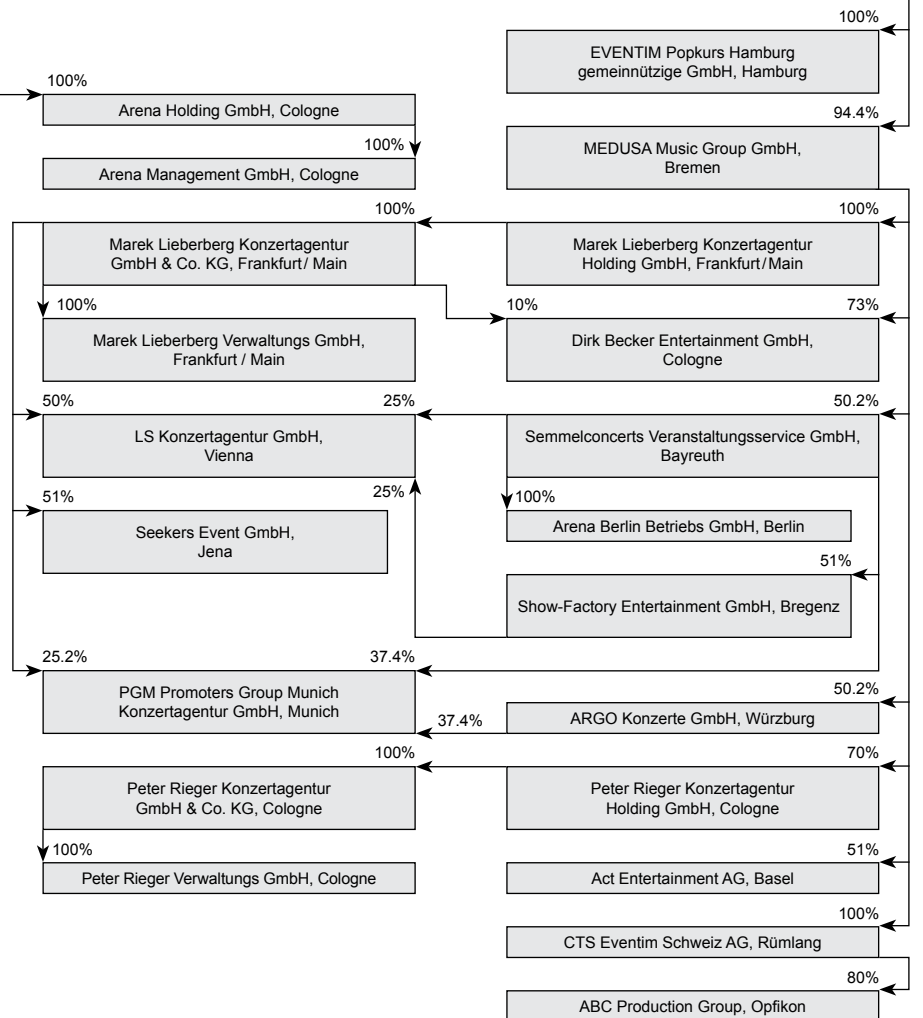 100%
EVENTIM Popkurs Hamburg
gemeinnützige GmbH, Hamburg
100%
Arena Holding GmbH, Cologne
94.4%
MEDUSA Music Group GmbH,
Bremen
100%
Arena Management GmbH, Cologne
100%
Marek Lieberberg Konzertagentur
GmbH & Co. KG, Frankfurt / Main
100%
Marek Lieberberg Konzertagentur
Holding GmbH, Frankfurt / Main
100%
Marek Lieberberg Verwaltungs GmbH,
Frankfurt / Main
10% 73%
Dirk Becker Entertainment GmbH,
Cologne
50% 25%
LS Konzertagentur GmbH,
Vienna
50.2%
Semmelconcerts Veranstaltungsservice GmbH,
Bayreuth
51% 25%
Seekers Event GmbH,
Jena
100%
Arena Berlin Betriebs GmbH, Berlin
51%
Show-Factory Entertainment GmbH, Bregenz
25.2% 37.4%
PGM Promoters Group Munich
Konzertagentur GmbH, Munich
37.4%
50.2%
ARGO Konzerte GmbH, Würzburg
100%
Peter Rieger Konzertagentur
GmbH & Co. KG, Cologne
70%
Peter Rieger Konzertagentur
Holding GmbH, Cologne
100%
Peter Rieger Verwaltungs GmbH, Cologne
51%
Act Entertainment AG, Basel
100%
CTS Eventim Schweiz AG, Rümlang
80%
ABC Production Group, Opfikon